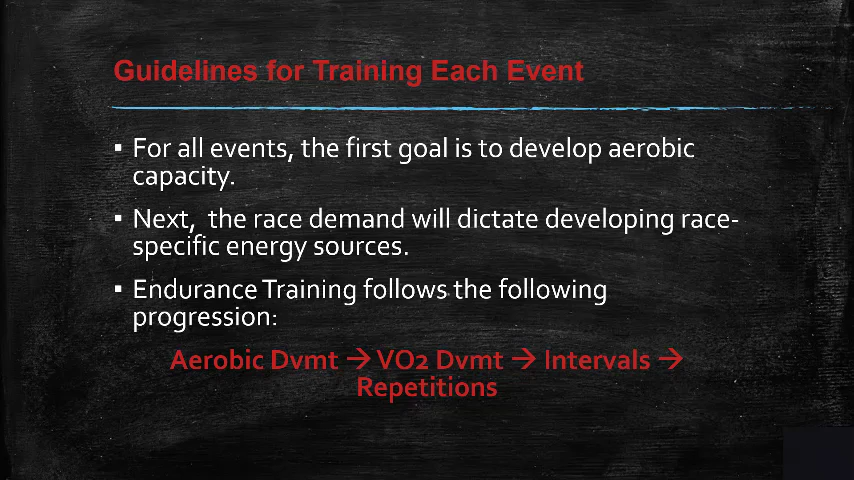 Guidelines for Training Each Event
▪ For all events, the first goal is to develop aerobic
capacity.
▪ Next, the race demand will dictate developing race-
specific energy sources.
▪ Endurance Training follows the following
progression:
Aerobic Dvmt → VO2 Dvmt → Intervals →
Repetitions